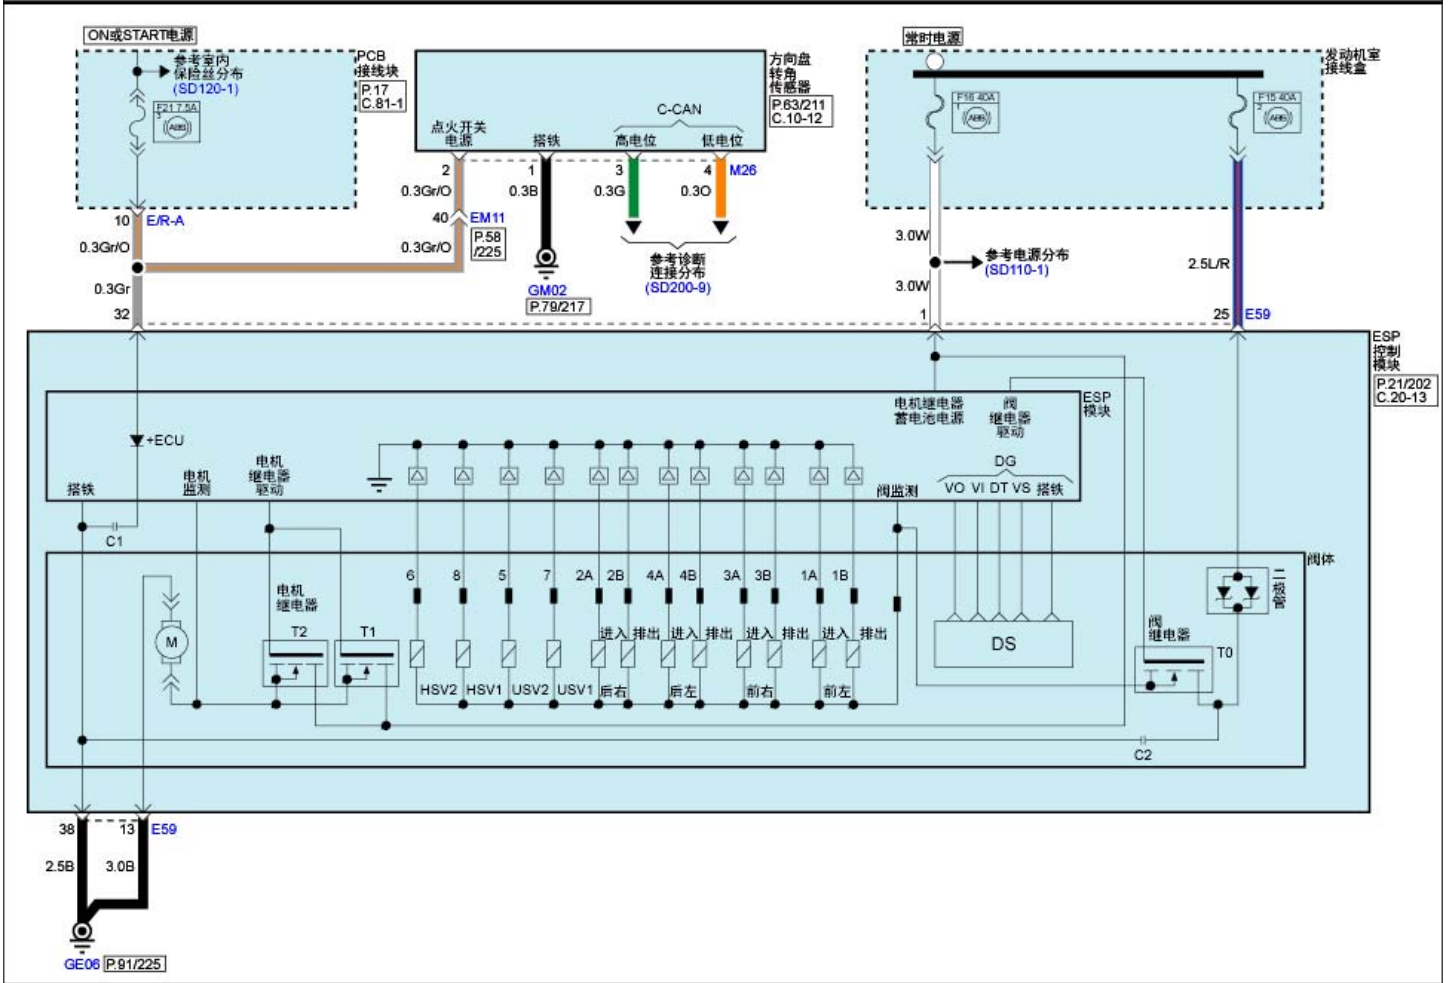 ON或START电源
参考室内
保险丝分布
(SD120-1)
F21 7.5A
3
ABS
PCB
接线块
P.17
C.81-1
10
E/R-A
0.3Gr/O
0.3Gr
32
方向盘
转角
传感器
P.63/211
C.10-12
C-CAN
点火开关
电源
搭铁
高电位
低电位
2
1
3
4
M26
0.3Gr/O
0.3B
0.3G
0.3O
40
EM11
P.58
/225
0.3Gr/O
GM02
P.79/217
参考诊断
连接分布
(SD200-9)
常时电源
发动机室
接线盒
F16 40A
1
ABS
F15 40A
2
ABS
3.0W
参考电源分布
(SD110-1)
3.0W
2.5L/R
1
25
E59
ESP
控制
模块
P.21/202
C.20-13
ESP
模块
电机继电器
蓄电池电源
阀
继电器
驱动
+ECU
搭铁
电机
监测
电机
继电器
驱动
阀监测
DG
VO VI DT VS 搭铁
C1
阀体
6 8 5 7 2A 2B 4A 4B 3A 3B 1A 1B
二极管
电机
继电器
T2
T1
M
进入 排出 进入 排出 进入 排出 进入 排出
DS
阀
继电器
T0
HSV2 HSV1 USV2 USV1 后右 后左 前右 前左
C2
38
13
E59
2.5B
3.0B
GE06
P.91/225